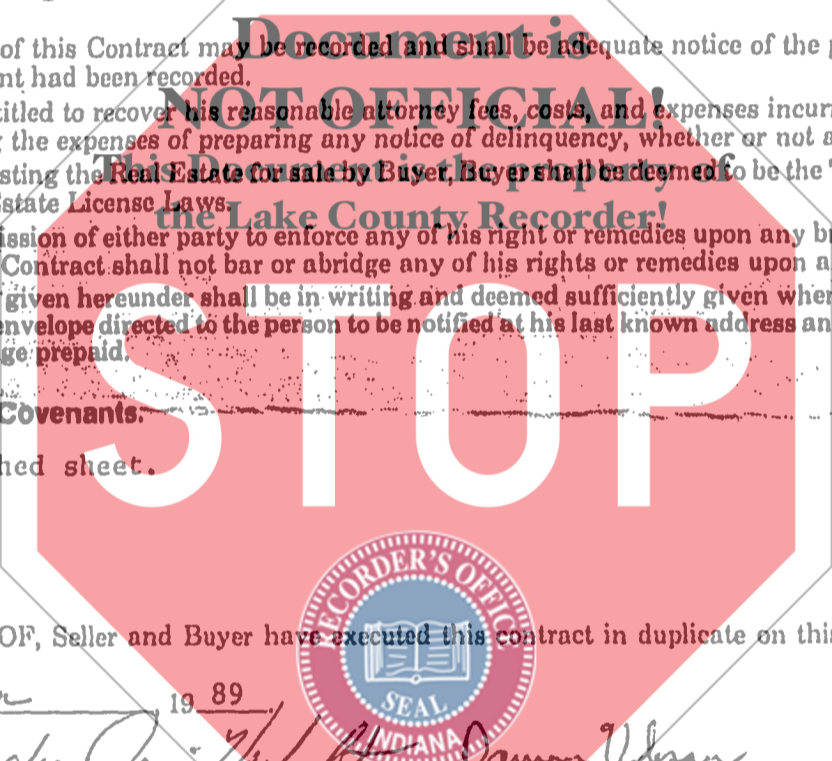 Document is
of this Contract may be recorded and shall be adequate notice of the
nt had been recorded.
NOT OFFICIAL!
titled to recover his reasonable attorney fees, costs, and expenses incur
the expenses of preparing any notice of delinquency, whether or not a
This Document is the property of
sting the Real Estate for sale by Buyer, Buyer shall be deemed to be the
state License Laws.
the Lake County Recorder!
ission of either party to enforce any of his right or remedies upon any br
Contract shall not bar or abridge any of his rights or remedies upon a
given hereunder shall be in writing and deemed sufficiently given when
envelope directed to the person to be notified at his last known address an
ge prepaid.
STOP
Covenants.
hed sheet.
RECORDER'S OFFICE
OF, Seller and Buyer have executed this contract in duplicate on this
SEAL
19 89.
INDIANA